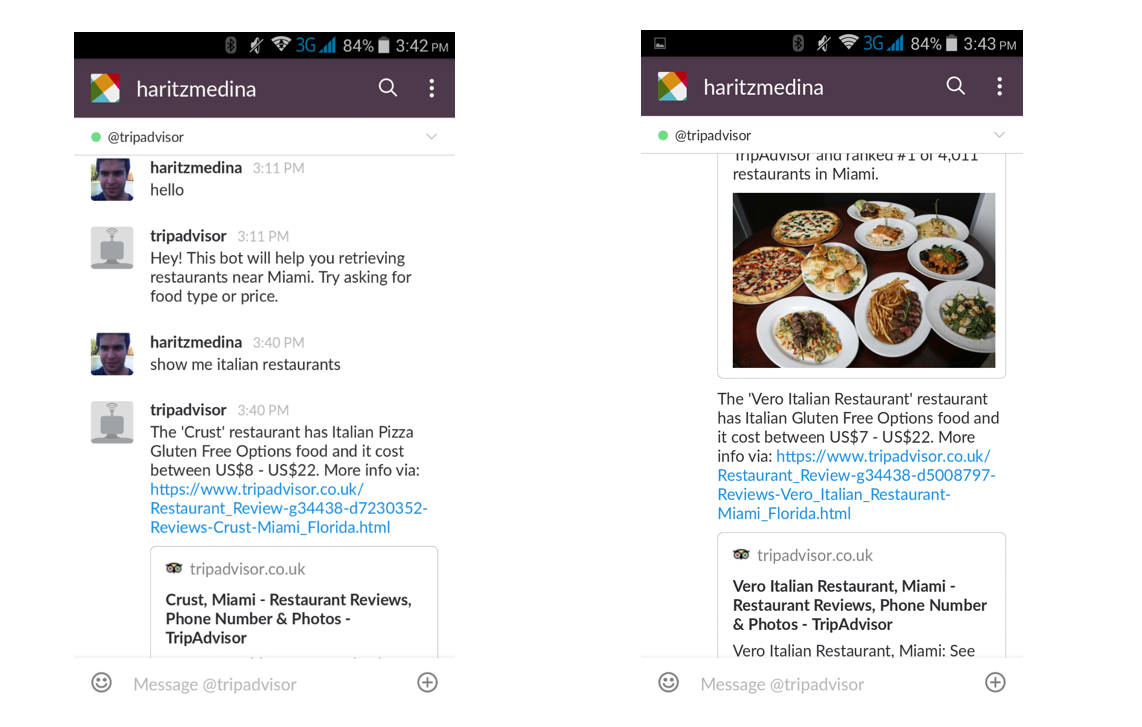 3G 84% 3:42 PM
haritzmedina
@tripadvisor
haritzmedina 3:11 PM
hello
tripadvisor 3:11 PM
Hey! This bot will help you retrieving
restaurants near Miami. Try asking for
food type or price.
haritzmedina 3:40 PM
show me italian restaurants
tripadvisor 3:40 PM
The 'Crust' restaurant has Italian Pizza
Gluten Free Options food and it cost
between US$8 - US$22. More info via:
https://www.tripadvisor.co.uk/
Restaurant_Review-g34438-d7230352-
Reviews-Crust-Miami_Florida.html
tripadvisor.co.uk
Crust, Miami - Restaurant Reviews,
Phone Number & Photos -
TripAdvisor
Message @tripadvisor
3G 84% 3:43 PM
haritzmedina
@tripadvisor
TripAdvisor and ranked #1 of 4,011
restaurants in Miami.
The 'Vero Italian Restaurant' restaurant
has Italian Gluten Free Options food and
it cost between US$7 - US$22. More
info via: https://www.tripadvisor.co.uk/
Restaurant_Review-g34438-d5008797-
Reviews-Vero_Italian_Restaurant-
Miami_Florida.html
tripadvisor.co.uk
Vero Italian Restaurant, Miami -
Restaurant Reviews, Phone Number
& Photos - TripAdvisor
Vero Italian Restaurant, Miami: See
Message @tripadvisor